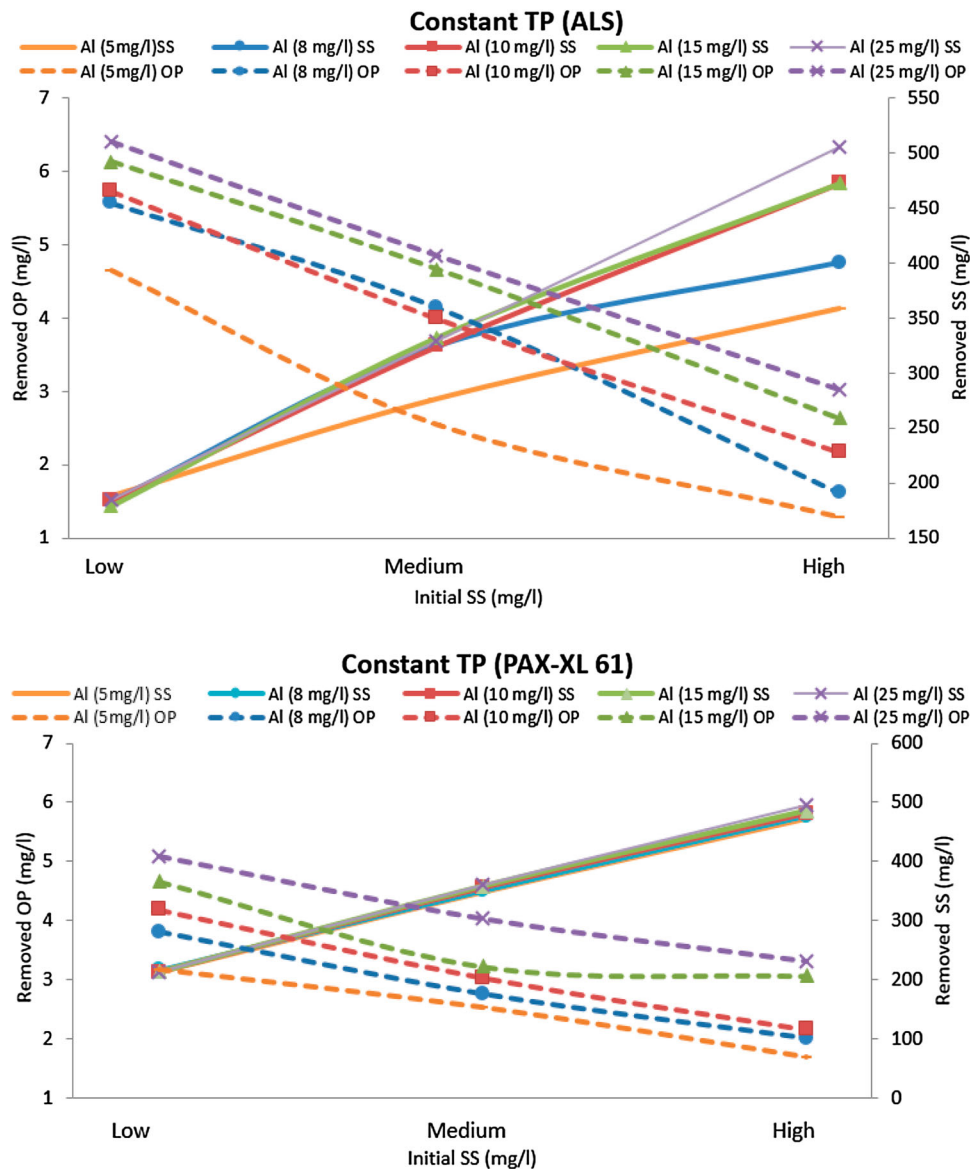 Constant TP (ALS)
Al (5mg/l)SS Al (8 mg/l) SS Al (10 mg/l) SS Al (15 mg/l) SS Al (25 mg/l) SS
Al (5mg/l) OP Al (8 mg/l) OP Al (10 mg/l) OP Al (15 mg/l) OP Al (25 mg/l) OP
7
6
5
4
3
2
1
Removed OP (mg/l)
550
500
450
400
350
300
250
200
150
Removed SS (mg/l)
Low Medium High
Initial SS (mg/l)
Constant TP (PAX-XL 61)
Al (5mg/l) SS Al (8 mg/l) SS Al (10 mg/l) SS Al (15 mg/l) SS Al (25 mg/l) SS
Al (5mg/l) OP Al (8 mg/l) OP Al (10 mg/l) OP Al (15 mg/l) OP Al (25 mg/l) OP
7
6
5
4
3
2
1
Removed OP (mg/l)
600
500
400
300
200
100
0
Removed SS (mg/l)
Low Medium High
Initial SS (mg/l)